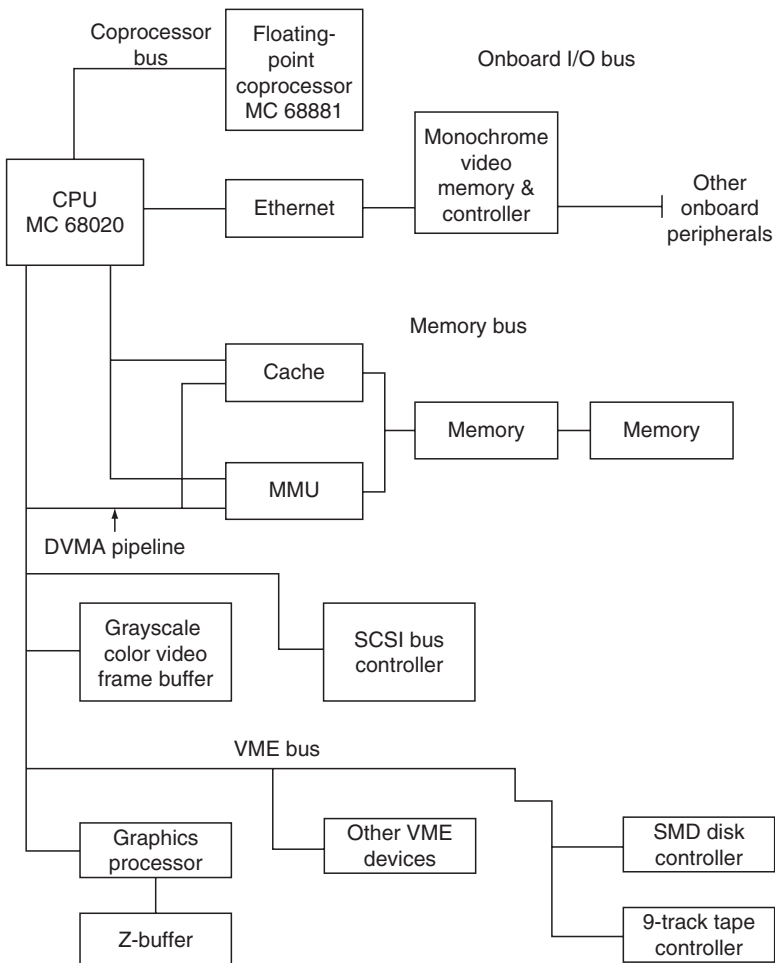 Coprocessor
bus
Floating-
point
coprocessor
MC 68881
Onboard I/O bus
CPU
MC 68020
Ethernet
Monochrome
video
memory &
controller
Other
onboard
peripherals
Memory bus
Cache
Memory
Memory
MMU
DVMA pipeline
Grayscale
color video
frame buffer
SCSI bus
controller
VME bus
Graphics
processor
Other VME
devices
SMD disk
controller
Z-buffer
9-track tape
controller